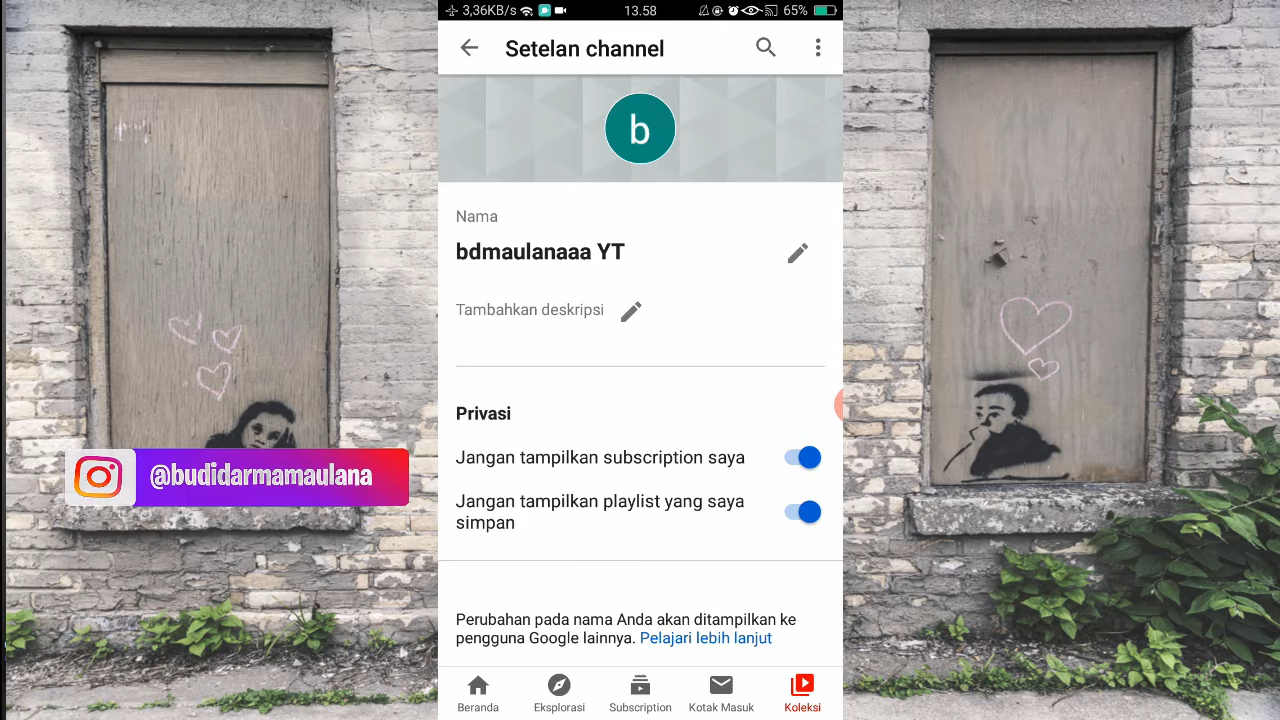 3,36KB/s
13.58
65%
Setelan channel
b
Nama
bdmaulanaaa YT
Tambahkan deskripsi
Privasi
Jangan tampilkan subscription saya
Jangan tampilkan playlist yang saya
simpan
@budidarmamaulana
Perubahan pada nama Anda akan ditampilkan ke
pengguna Google lainnya. Pelajari lebih lanjut
Beranda
Eksplorasi
Subscription
Kotak Masuk
Koleksi